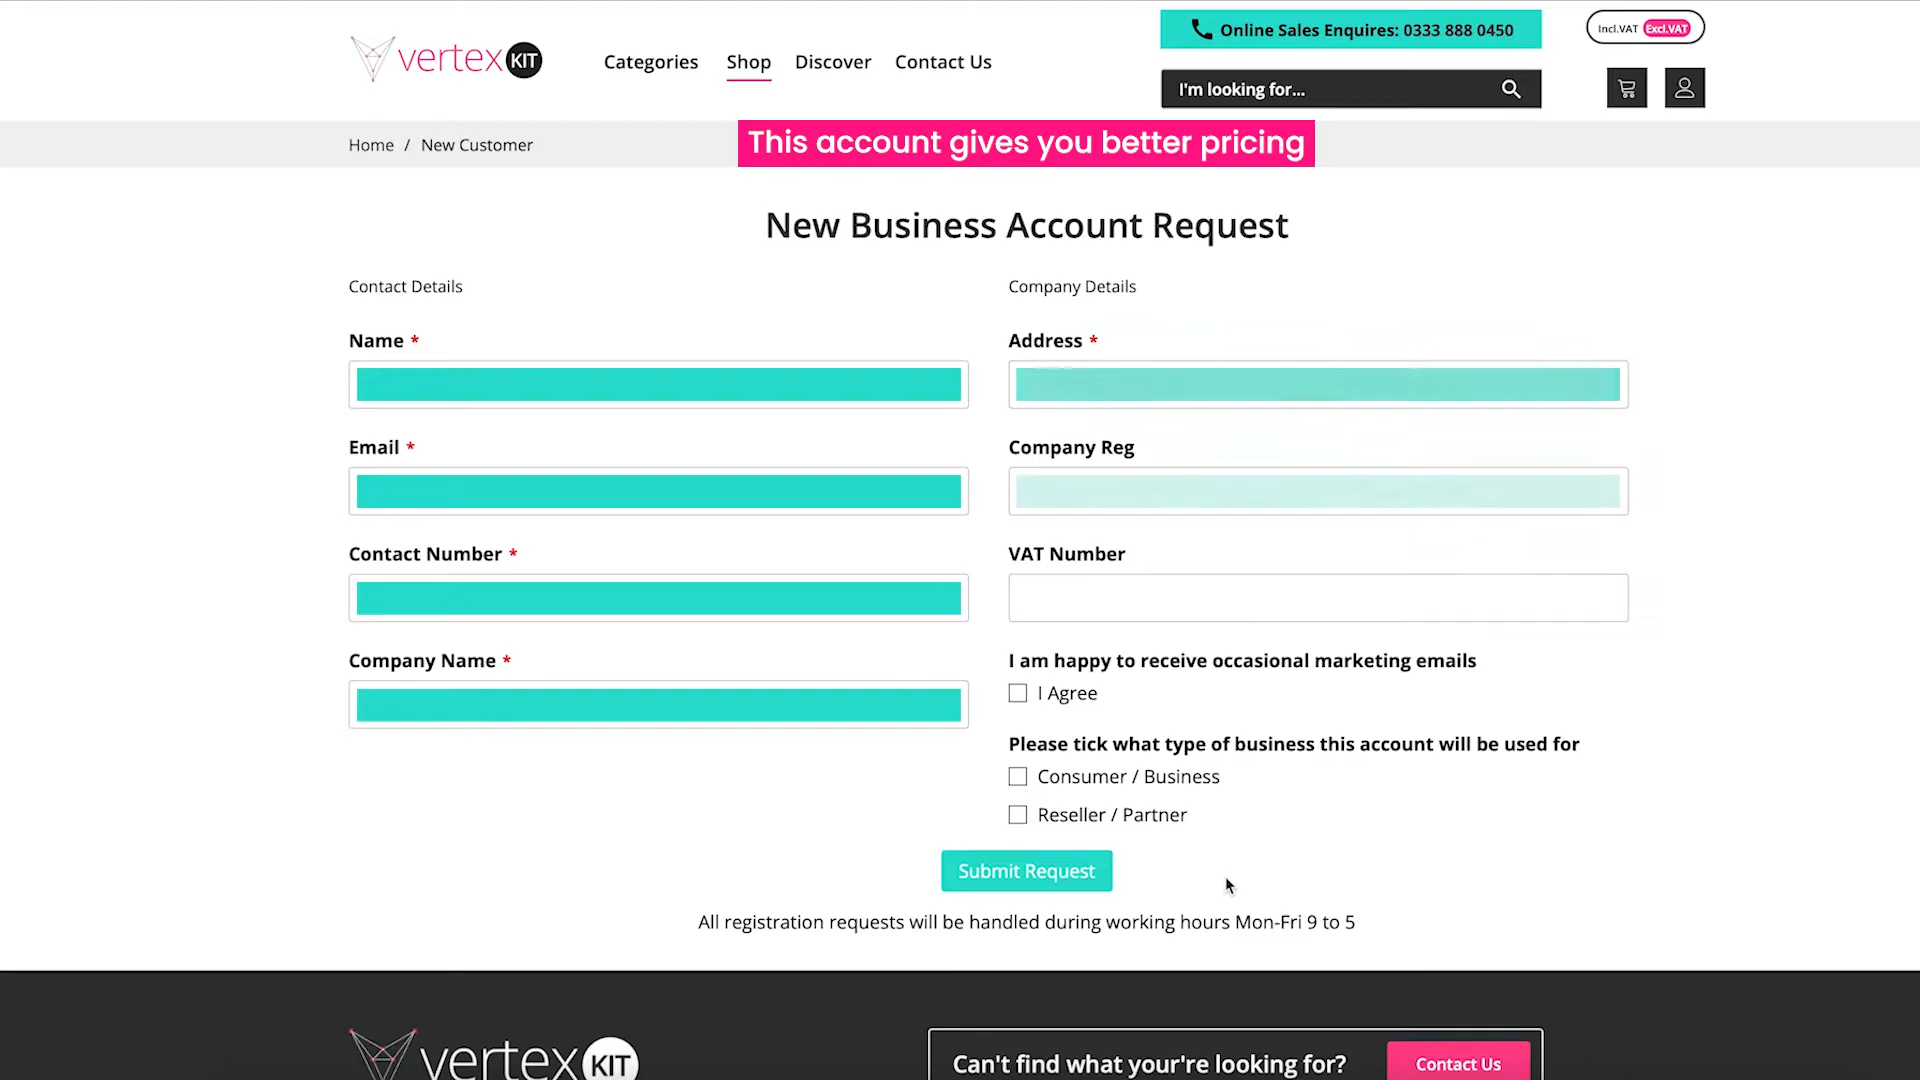 vertex KIT
Categories
Shop
Discover
Contact Us
Online Sales Enquires: 0333 888 0450
Incl.VAT Excl.VAT
I'm looking for...
Home / New Customer
This account gives you better pricing
New Business Account Request
Contact Details
Name *
Email *
Contact Number *
Company Name *
Company Details
Address *
Company Reg
VAT Number
I am happy to receive occasional marketing emails
I Agree
Please tick what type of business this account will be used for
Consumer / Business
Reseller / Partner
Submit Request
All registration requests will be handled during working hours Mon-Fri 9 to 5
vertex KIT
Can't find what your're looking for?
Contact Us